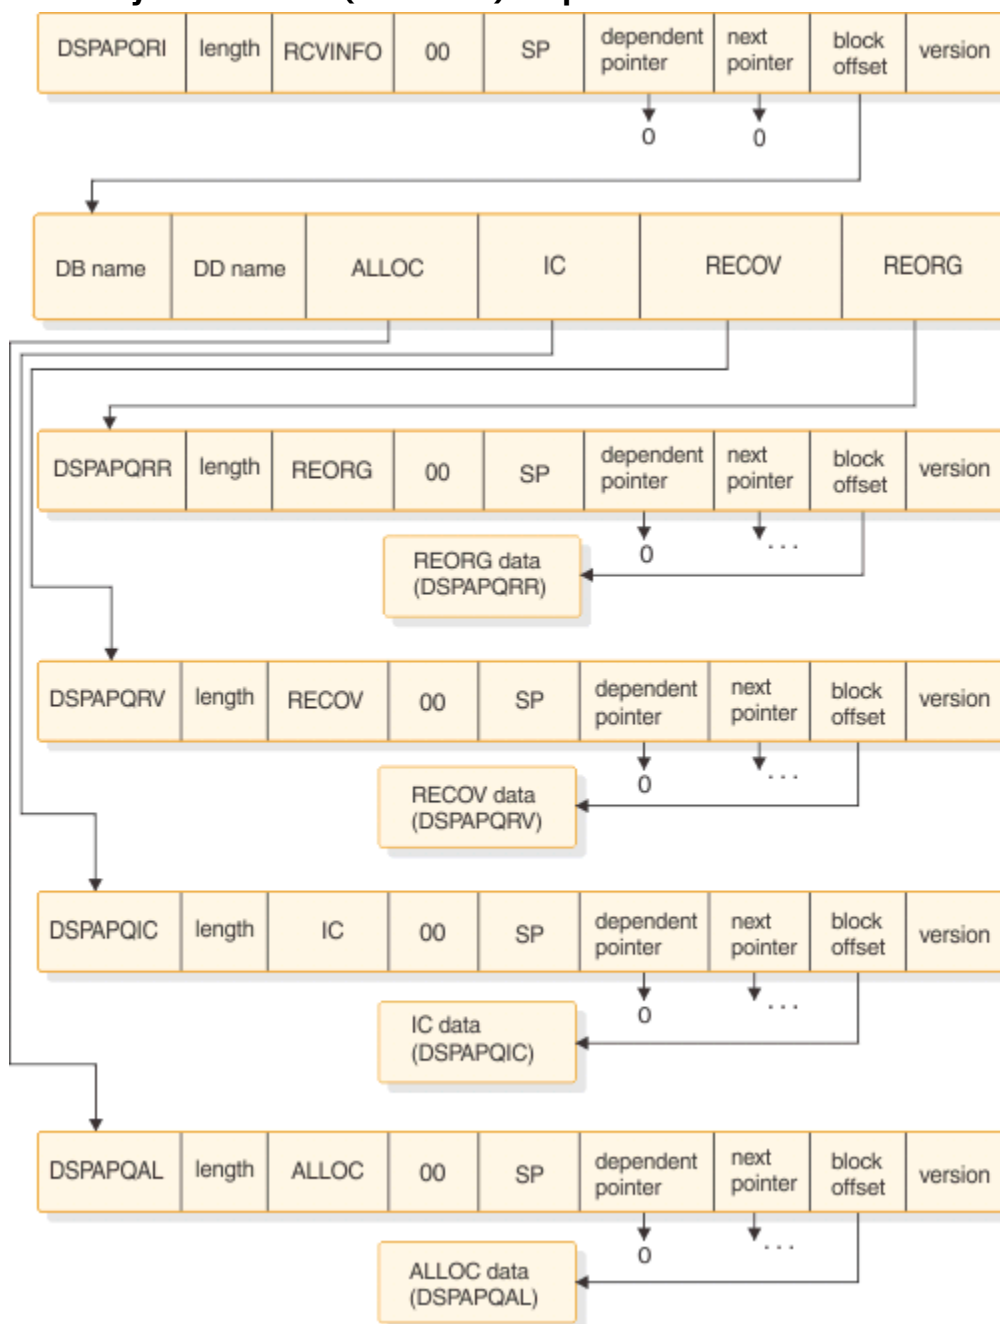 DSPAPQRI length RCVINFO 00 SP dependent pointer next pointer block offset version
0 0
DB name DD name ALLOC IC RECOV REORG
DSPAPQRR length REORG 00 SP dependent pointer next pointer block offset version
0 ...
REORG data
(DSPAPQRR)
DSPAPQRV length RECOV 00 SP dependent pointer next pointer block offset version
0 ...
RECOV data
(DSPAPQRV)
DSPAPQIC length IC 00 SP dependent pointer next pointer block offset version
0 ...
IC data
(DSPAPQIC)
DSPAPQAL length ALLOC 00 SP dependent pointer next pointer block offset version
0 ...
ALLOC data
(DSPAPQAL)